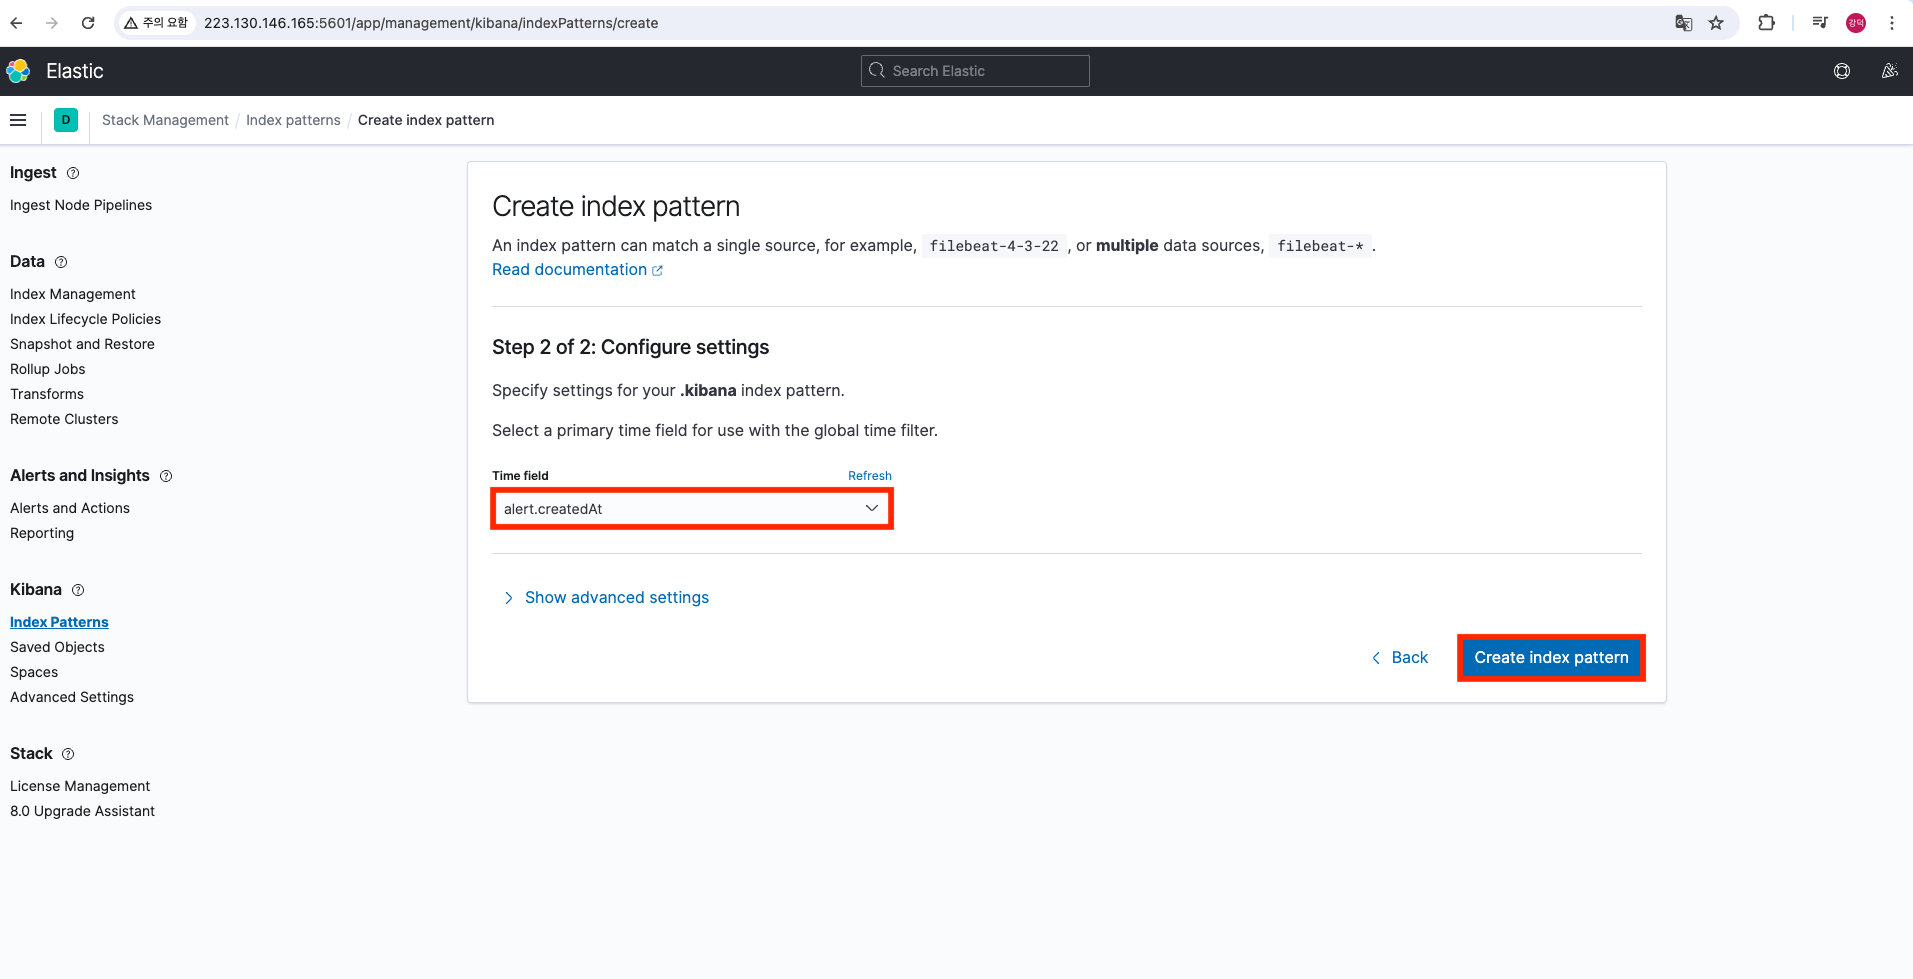 주의 요함 223.130.146.165:5601/app/management/kibana/indexPatterns/create
강덕
Elastic
Search Elastic
D Stack Management / Index patterns / Create index pattern
Ingest
Ingest Node Pipelines
Data
Index Management
Index Lifecycle Policies
Snapshot and Restore
Rollup Jobs
Transforms
Remote Clusters
Alerts and Insights
Alerts and Actions
Reporting
Kibana
Index Patterns
Saved Objects
Spaces
Advanced Settings
Stack
License Management
8.0 Upgrade Assistant
Create index pattern
An index pattern can match a single source, for example, filebeat-4-3-22 , or multiple data sources, filebeat-* .
Read documentation
Step 2 of 2: Configure settings
Specify settings for your .kibana index pattern.
Select a primary time field for use with the global time filter.
Time field Refresh
alert.createdAt
Show advanced settings
Back Create index pattern